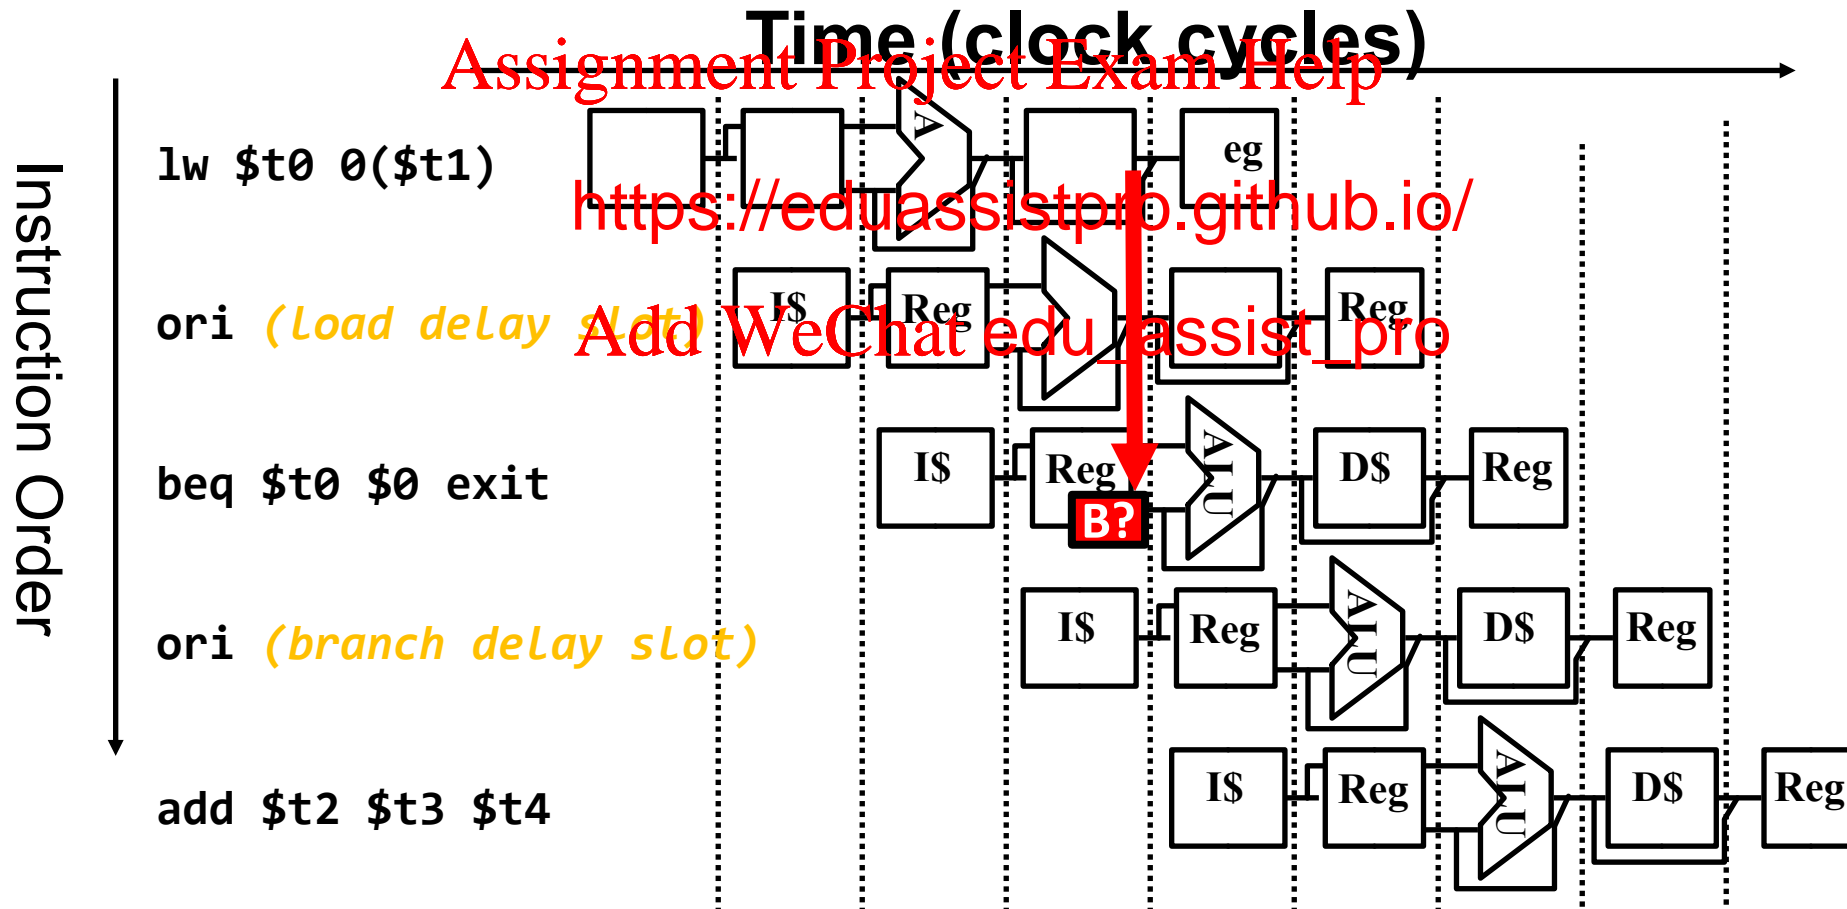 Time (clock cycles)
Assignment Project Exam Help
Instruction Order
lw $t0 0($t1)
A
eg
https://eduassistpro.github.io/
ori (load delay slot)
I$
Reg
Reg
Add WeChat edu_assist_pro
beq $t0 $0 exit
I$
Reg
B?
ALU
D$
Reg
ori (branch delay slot)
I$
Reg
ALU
D$
Reg
add $t2 $t3 $t4
I$
Reg
ALU
D$
Reg